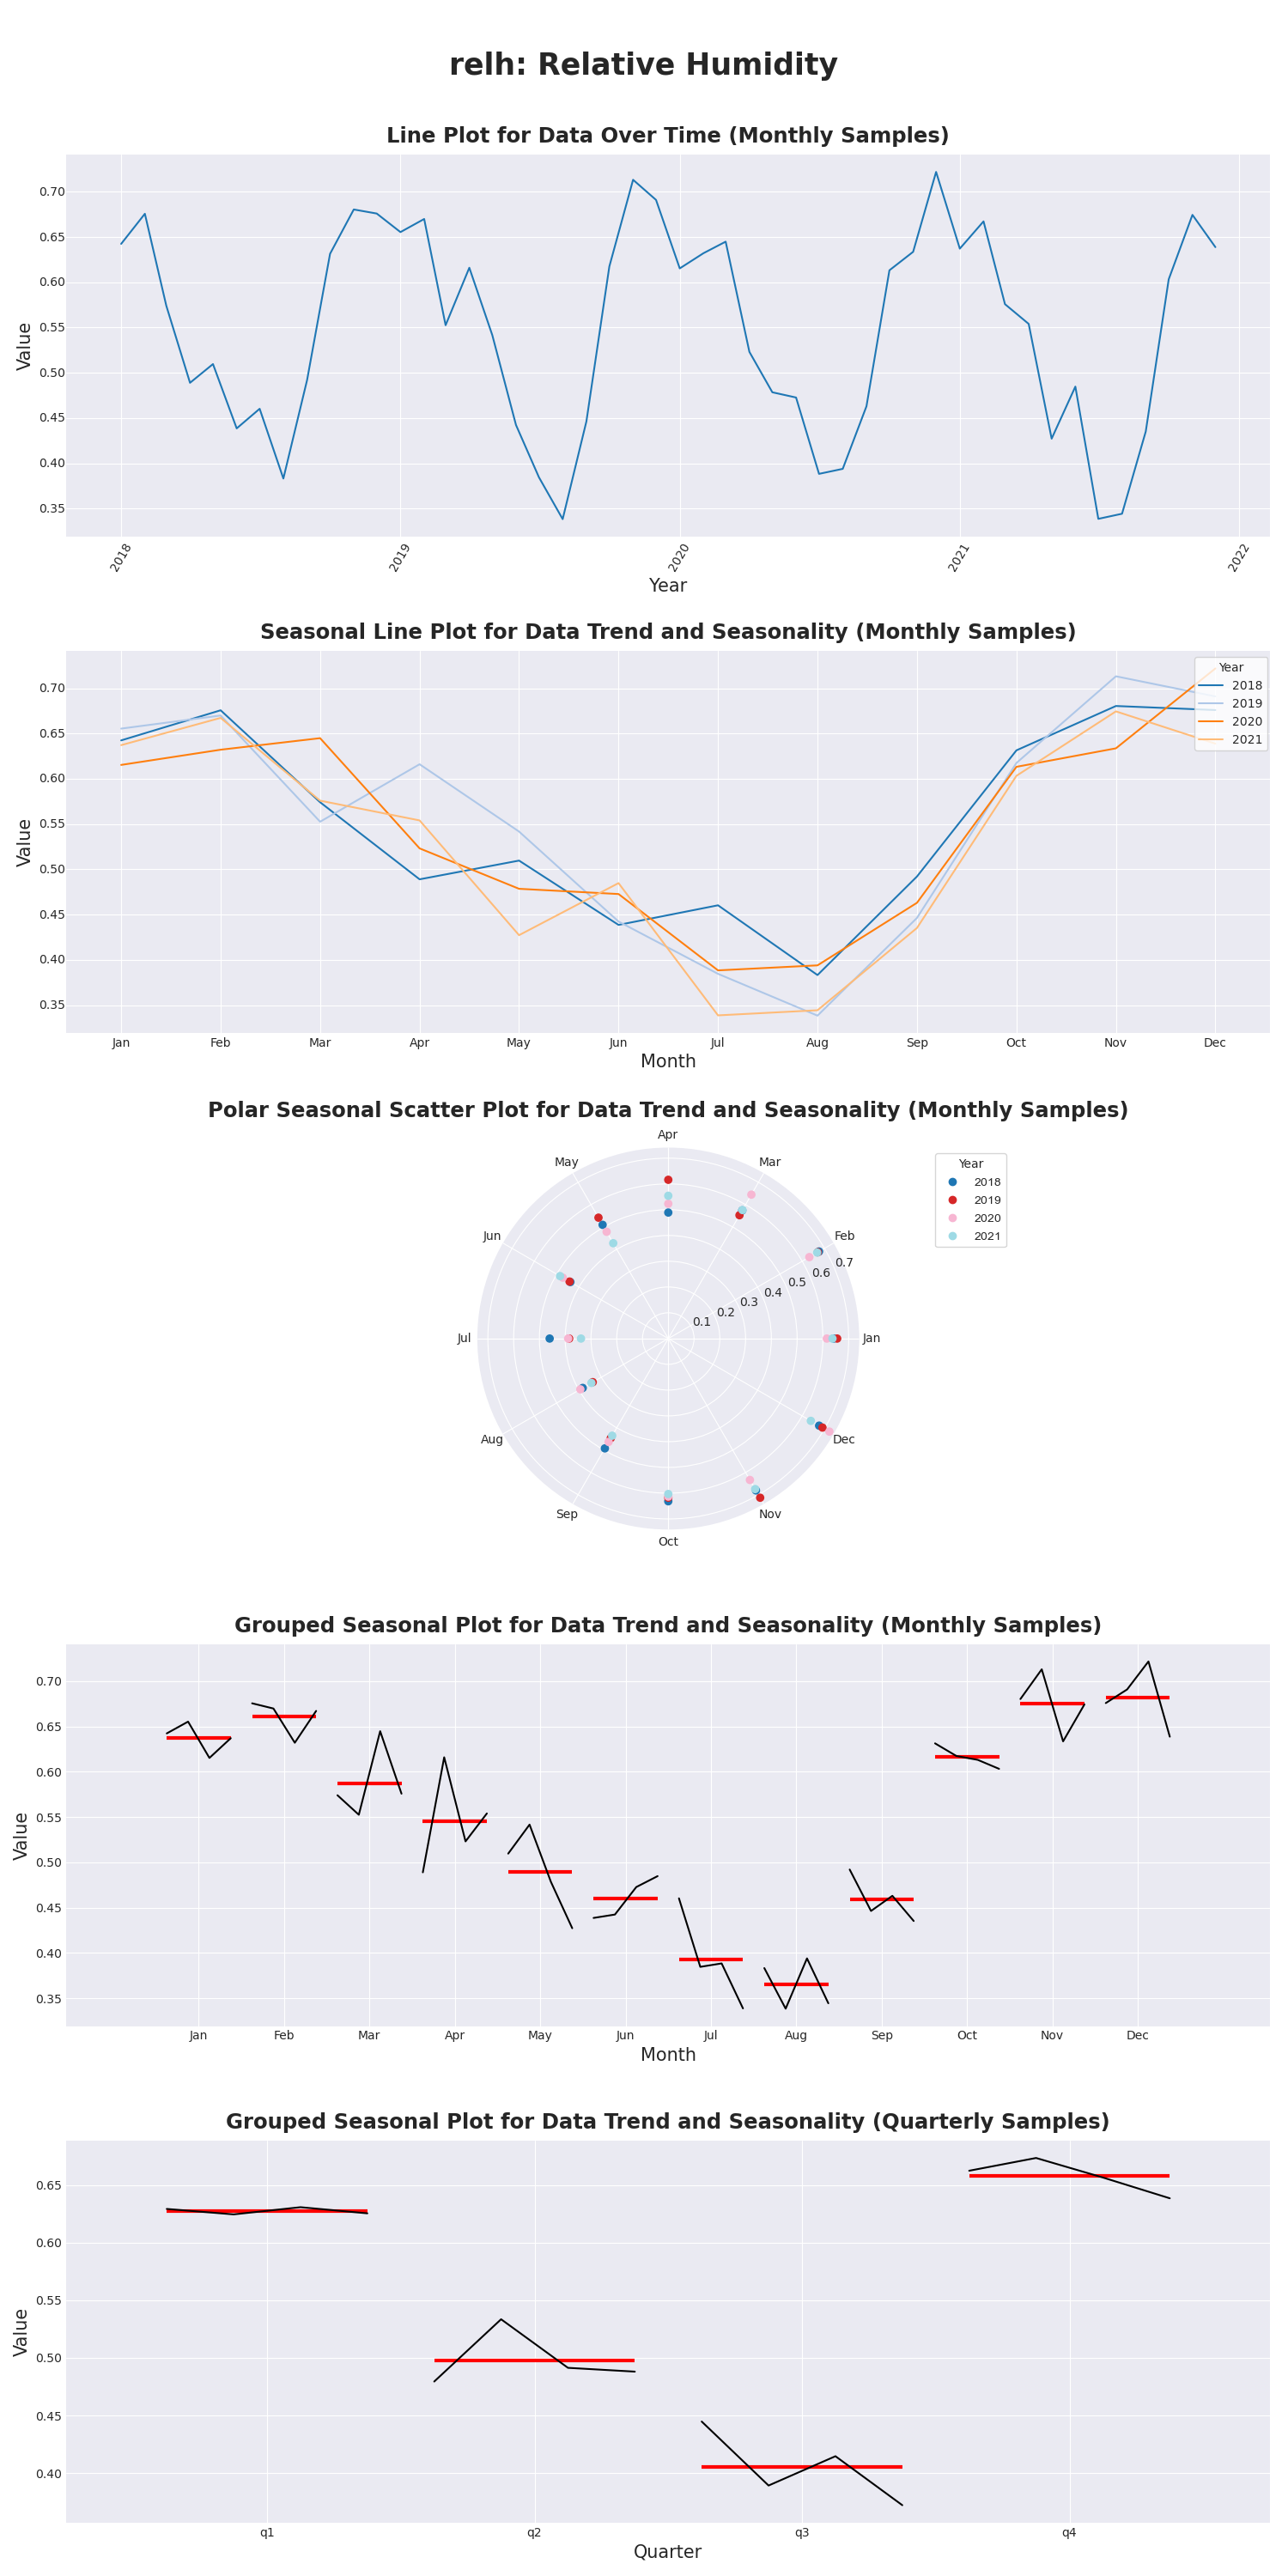 relh: Relative Humidity
Line Plot for Data Over Time (Monthly Samples)
0.70
0.65
0.60
0.55
0.50
0.45
0.40
0.35
Value
2018
2019
2020
2021
2022
Year
Seasonal Line Plot for Data Trend and Seasonality (Monthly Samples)
Year
2018
2019
2020
2021
0.70
0.65
0.60
0.55
0.50
0.45
0.40
0.35
Value
Jan
Feb
Mar
Apr
May
Jun
Jul
Aug
Sep
Oct
Nov
Dec
Month
Polar Seasonal Scatter Plot for Data Trend and Seasonality (Monthly Samples)
Apr
May
Mar
Jun
Feb
0.7
0.6
0.5
0.4
0.3
0.2
0.1
Jul
Jan
Aug
Dec
Sep
Nov
Oct
Year
2018
2019
2020
2021
Grouped Seasonal Plot for Data Trend and Seasonality (Monthly Samples)
0.70
0.65
0.60
0.55
0.50
0.45
0.40
0.35
Value
Jan
Feb
Mar
Apr
May
Jun
Jul
Aug
Sep
Oct
Nov
Dec
Month
Grouped Seasonal Plot for Data Trend and Seasonality (Quarterly Samples)
0.65
0.60
0.55
0.50
0.45
0.40
Value
q1
q2
q3
q4
Quarter